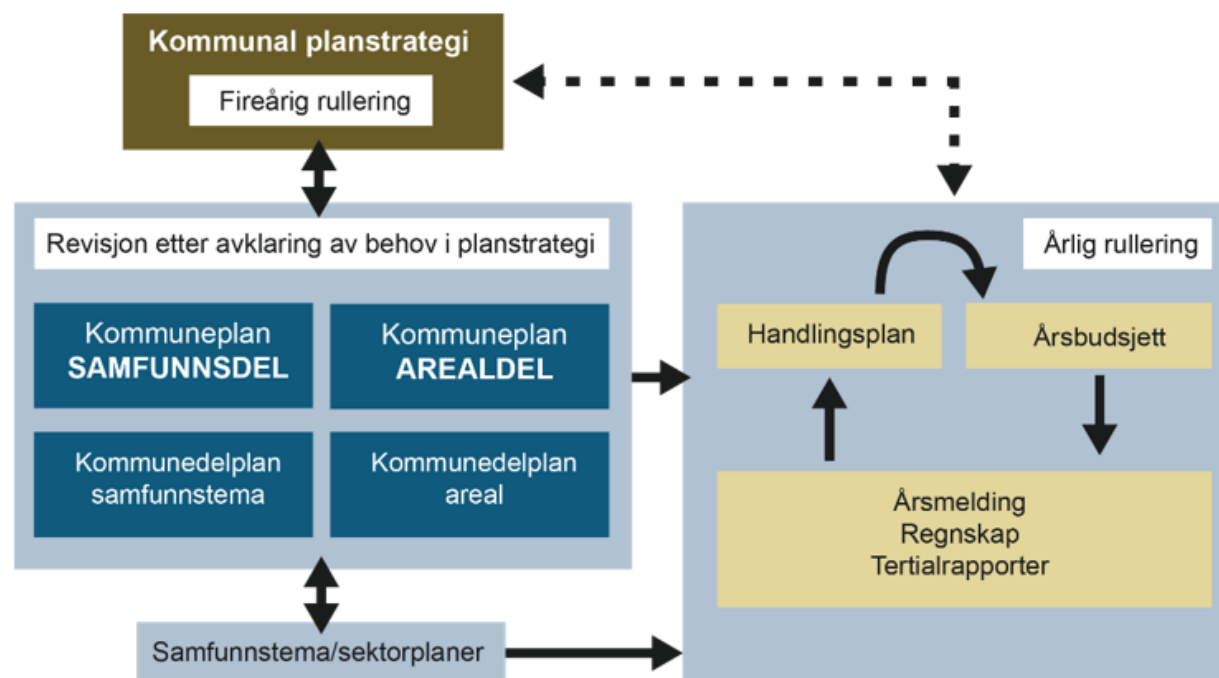 Kommunal planstrategi
Fireårig rullering
Revisjon etter avklaring av behov i planstrategi
Kommuneplan
SAMFUNNSDEL
Kommuneplan
AREALDEL
Kommunedelplan
samfunnstema
Kommunedelplan
areal
Samfunnstema/sektorplaner
Årlig rullering
Handlingsplan
Årsbudsjett
Årsmelding
Regnskap
Tertialrapporter